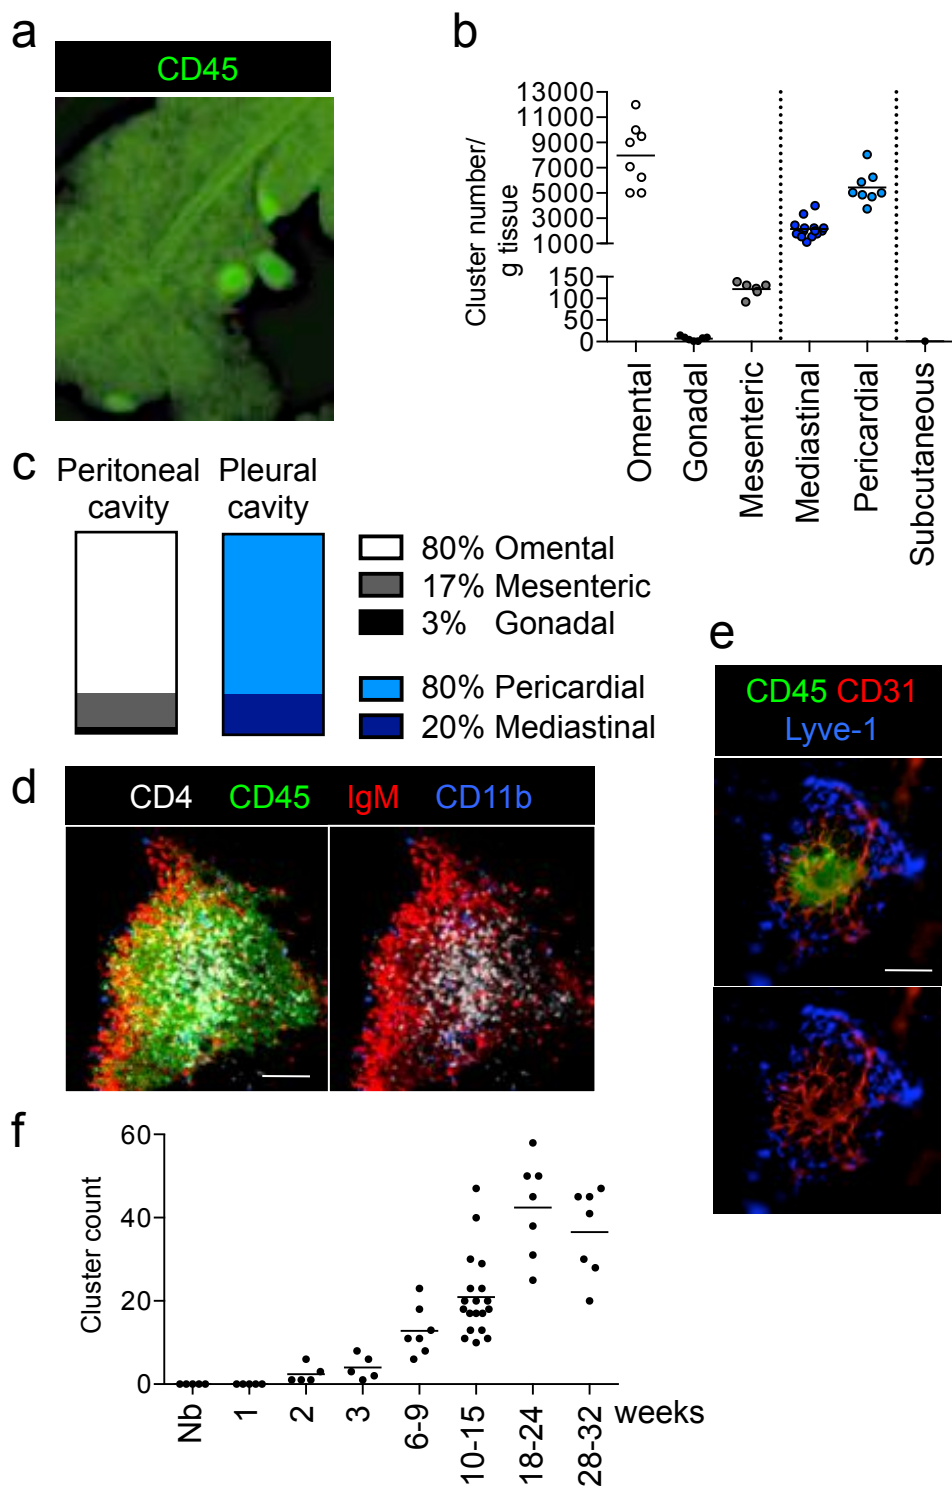 a
CD45
b
Cluster number/
g tissue
13000
11000
9000
7000
5000
3000
1000
150
100
50
0
Omental
Gonadal
Mesenteric
Mediastinal
Pericardial
Subcutaneous
c
Peritoneal
cavity
Pleural
cavity
80% Omental
17% Mesenteric
3% Gonadal
80% Pericardial
20% Mediastinal
d
CD4 CD45 IgM CD11b
e
CD45 CD31
Lyve-1
f
Cluster count
60
40
20
0
Nb
1
2
3
6-9
10-15
18-24
28-32
weeks